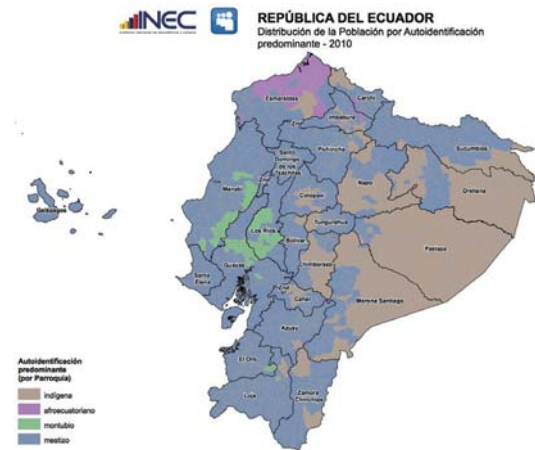 INEC
REPÚBLICA DEL ECUADOR
Distribución de la Población por Autoidentificación
predominante - 2010
Esmeraldas
Carchi
Imbabura
Sucumbíos
Pichincha
Santo
Domingo
de los
Tsáchilas
Napo
Orellana
Manabí
Cotopaxi
Galápagos
Los Ríos
Tungurahua
Pastaza
Bolívar
Guayas
Chimborazo
Santa
Elena
Cañar
Morona Santiago
Azuay
El Oro
Loja
Zamora
Chinchipe
Autoidentificación
predominante
(por Parroquia)
indígena
afroecuatoriano
montubio
mestizo